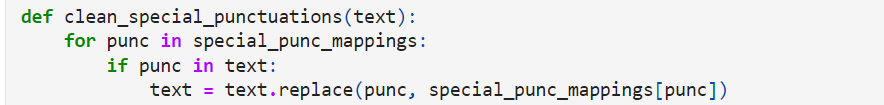 def clean_special_punctuations(text):
    for punc in special_punc_mappings:
        if punc in text:
            text = text.replace(punc, special_punc_mappings[punc])